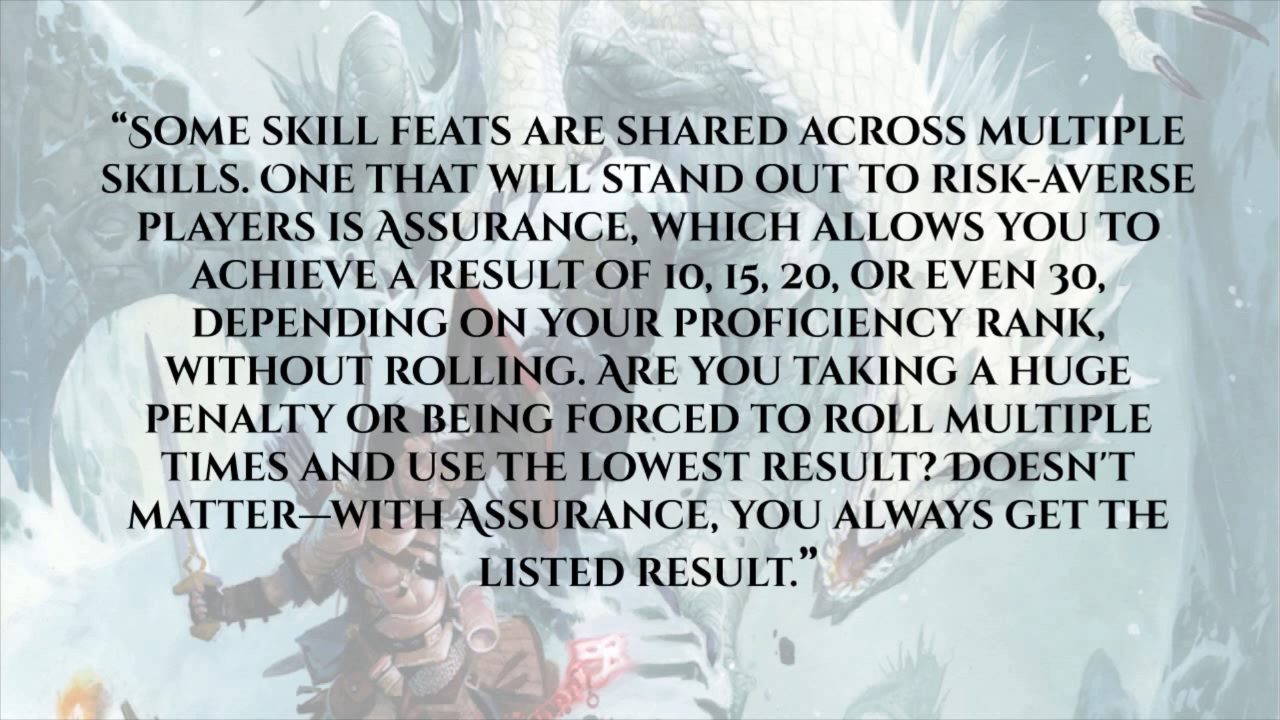 “Some skill feats are shared across multiple
skills. One that will stand out to risk-averse
players is Assurance, which allows you to
achieve a result of 10, 15, 20, or even 30,
depending on your proficiency rank,
without rolling. Are you taking a huge
penalty or being forced to roll multiple
times and use the lowest result? Doesn't
matter—with Assurance, you always get the
listed result.”